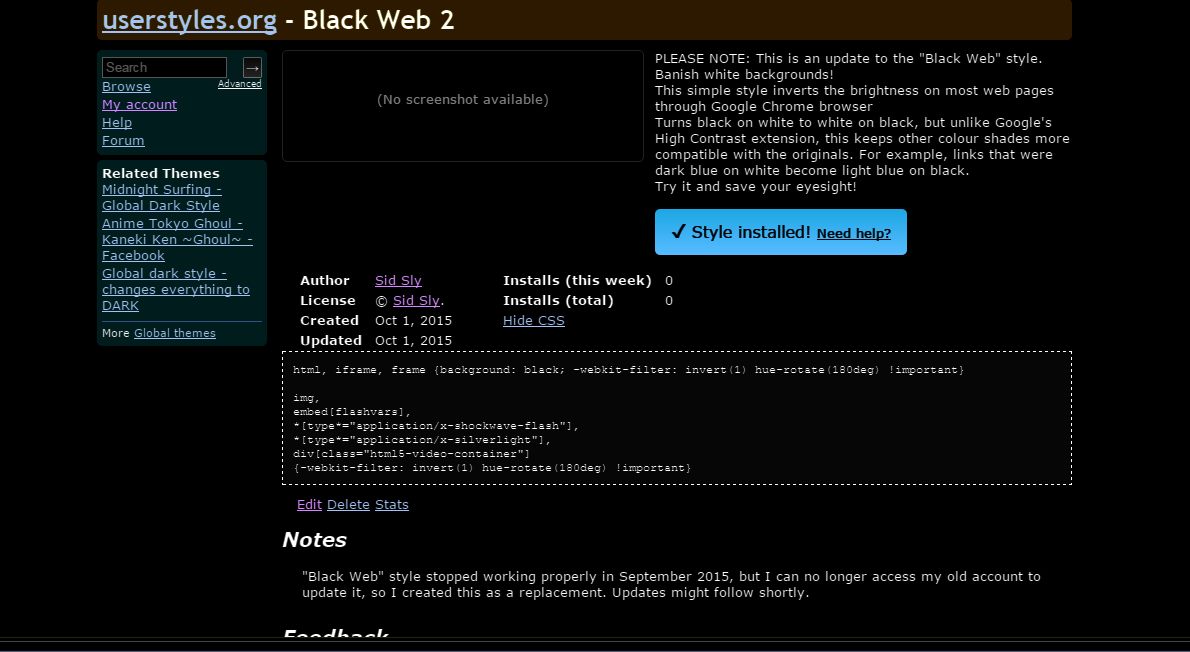 userstyles.org - Black Web 2
Search →
Advanced
Browse
My account
Help
Forum
Related Themes
Midnight Surfing -
Global Dark Style
Anime Tokyo Ghoul -
Kaneki Ken ~Ghoul~ -
Facebook
Global dark style -
changes everything to
DARK
More Global themes
(No screenshot available)
PLEASE NOTE: This is an update to the "Black Web" style.
Banish white backgrounds!
This simple style inverts the brightness on most web pages
through Google Chrome browser
Turns black on white to white on black, but unlike Google's
High Contrast extension, this keeps other colour shades more
compatible with the originals. For example, links that were
dark blue on white become light blue on black.
Try it and save your eyesight!
✔ Style installed! Need help?
Author Sid Sly Installs (this week) 0
License © Sid Sly. Installs (total) 0
Created Oct 1, 2015 Hide CSS
Updated Oct 1, 2015
html, iframe, frame {background: black; -webkit-filter: invert(1) hue-rotate(180deg) !important}
img,
embed[flashvars],
*[type*="application/x-shockwave-flash"],
*[type*="application/x-silverlight"],
div[class="html5-video-container"]
{-webkit-filter: invert(1) hue-rotate(180deg) !important}
Edit Delete Stats
Notes
"Black Web" style stopped working properly in September 2015, but I can no longer access my old account to
update it, so I created this as a replacement. Updates might follow shortly.
Feedback